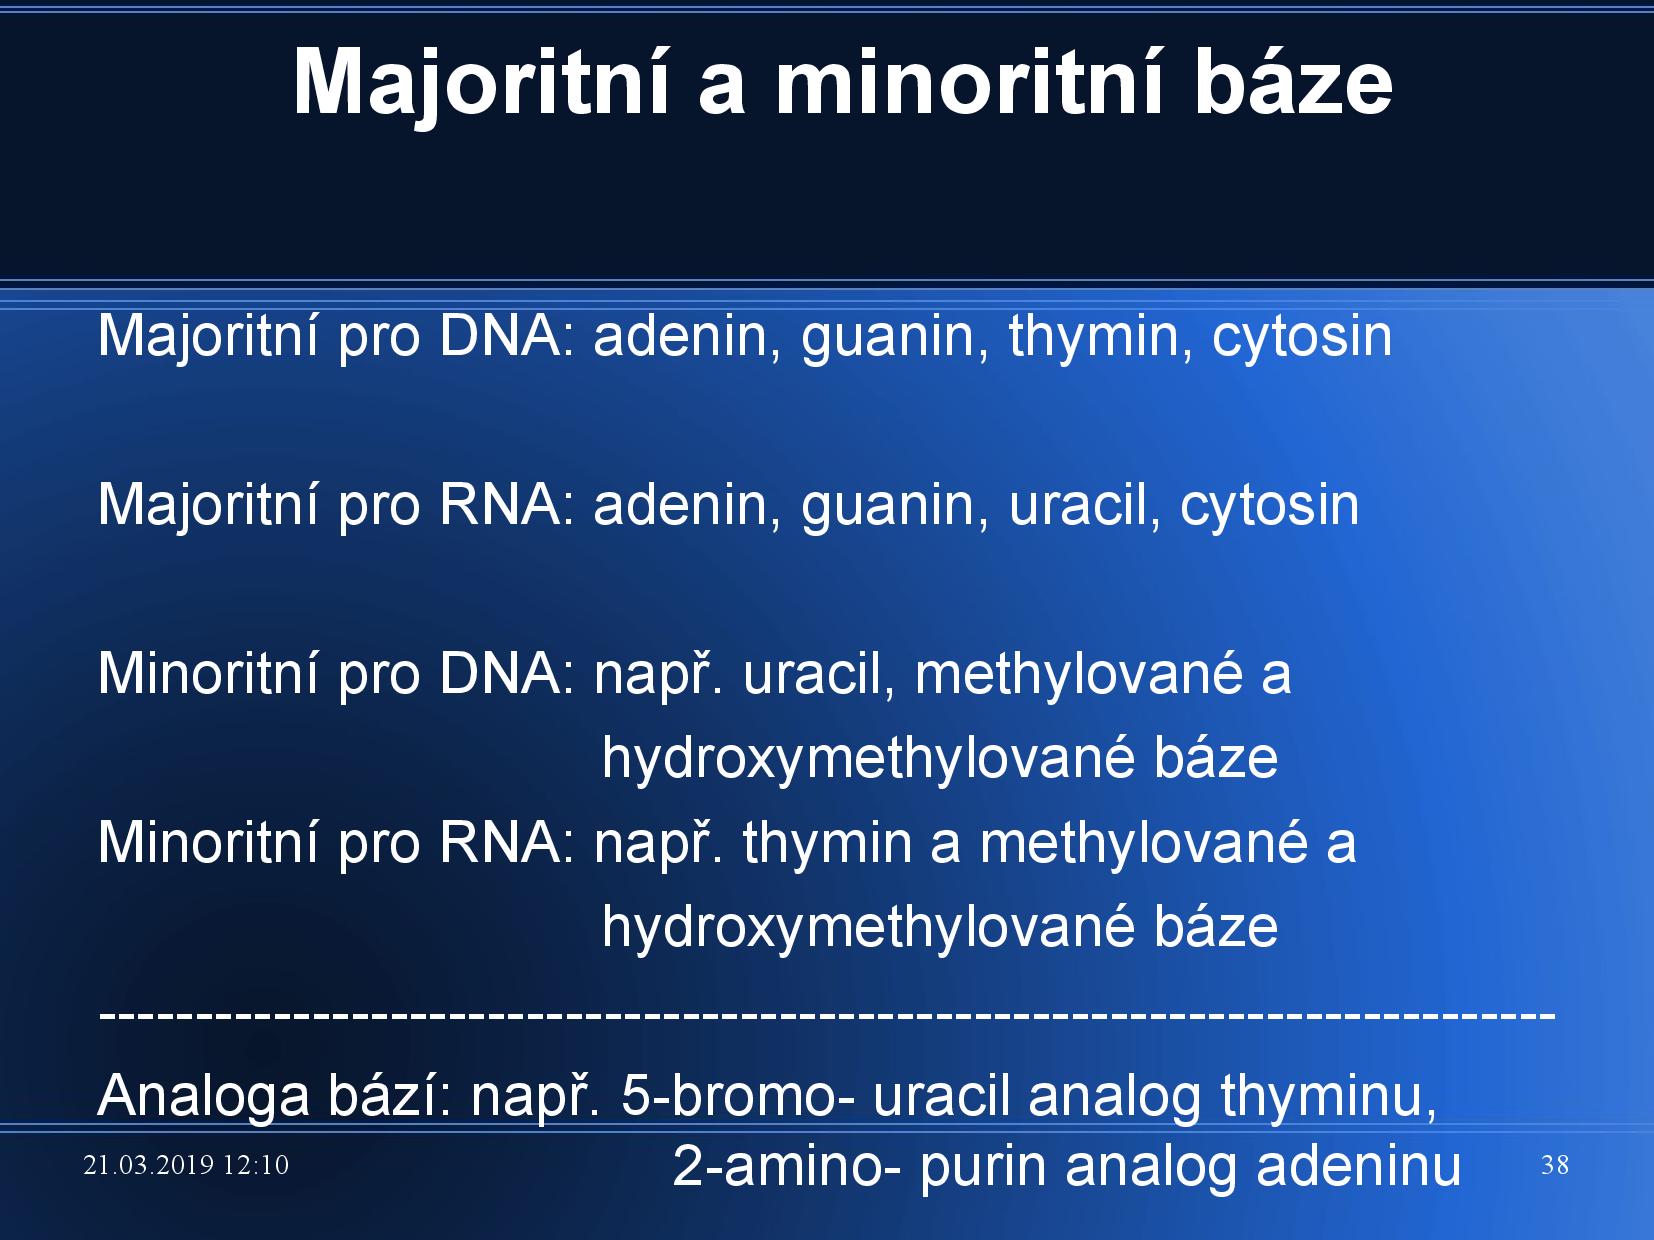 Majoritní a minoritní báze
Majoritní pro DNA: adenin, guanin, thymin, cytosin
Majoritní pro RNA: adenin, guanin, uracil, cytosin
Minoritní pro DNA: např. uracil, methylované a
hydroxymethylované báze
Minoritní pro RNA: např. thymin a methylované a
hydroxymethylované báze
---------------------------------------------------------------------------
Analoga bází: např. 5-bromo- uracil analog thyminu,
2-amino- purin analog adeninu
21.03.2019 12:10
38